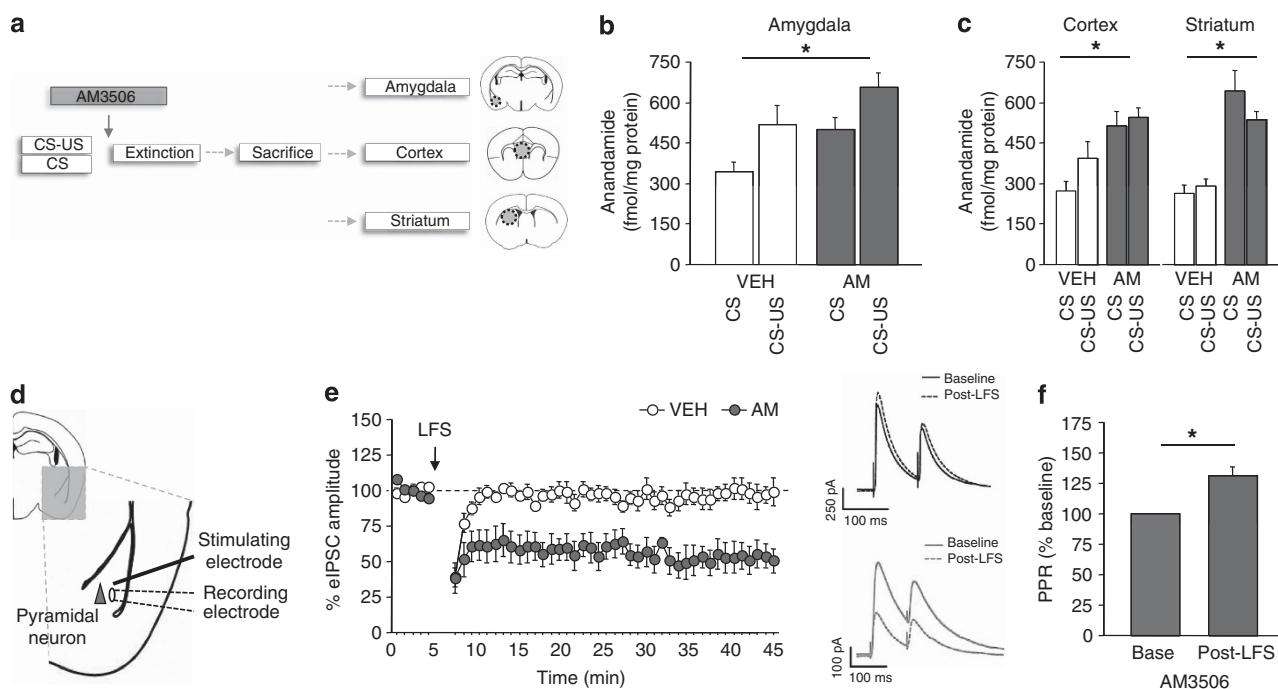 a
AM3506
CS-US
CS
Extinction
Sacrifice
Amygdala
Cortex
Striatum
b
Amygdala
*
Anandamide
(fmol/mg protein)
750
600
450
300
150
0
VEH
AM
CS
CS-US
CS
CS-US
c
Cortex
Striatum
*
*
Anandamide
(fmol/mg protein)
750
600
450
300
150
0
VEH
AM
VEH
AM
CS
CS-US
CS
CS-US
CS
CS-US
CS
CS-US
d
Stimulating
electrode
Recording
electrode
Pyramidal
neuron
e
VEH
AM
LFS
% eIPSC amplitude
150
125
100
75
50
25
0
0
5
10
15
20
25
30
35
40
45
Time (min)
Baseline
Post-LFS
250 pA
100 ms
Baseline
Post-LFS
100 pA
100 ms
f
*
PPR (% baseline)
175
150
125
100
75
50
25
0
Base
Post-LFS
AM3506